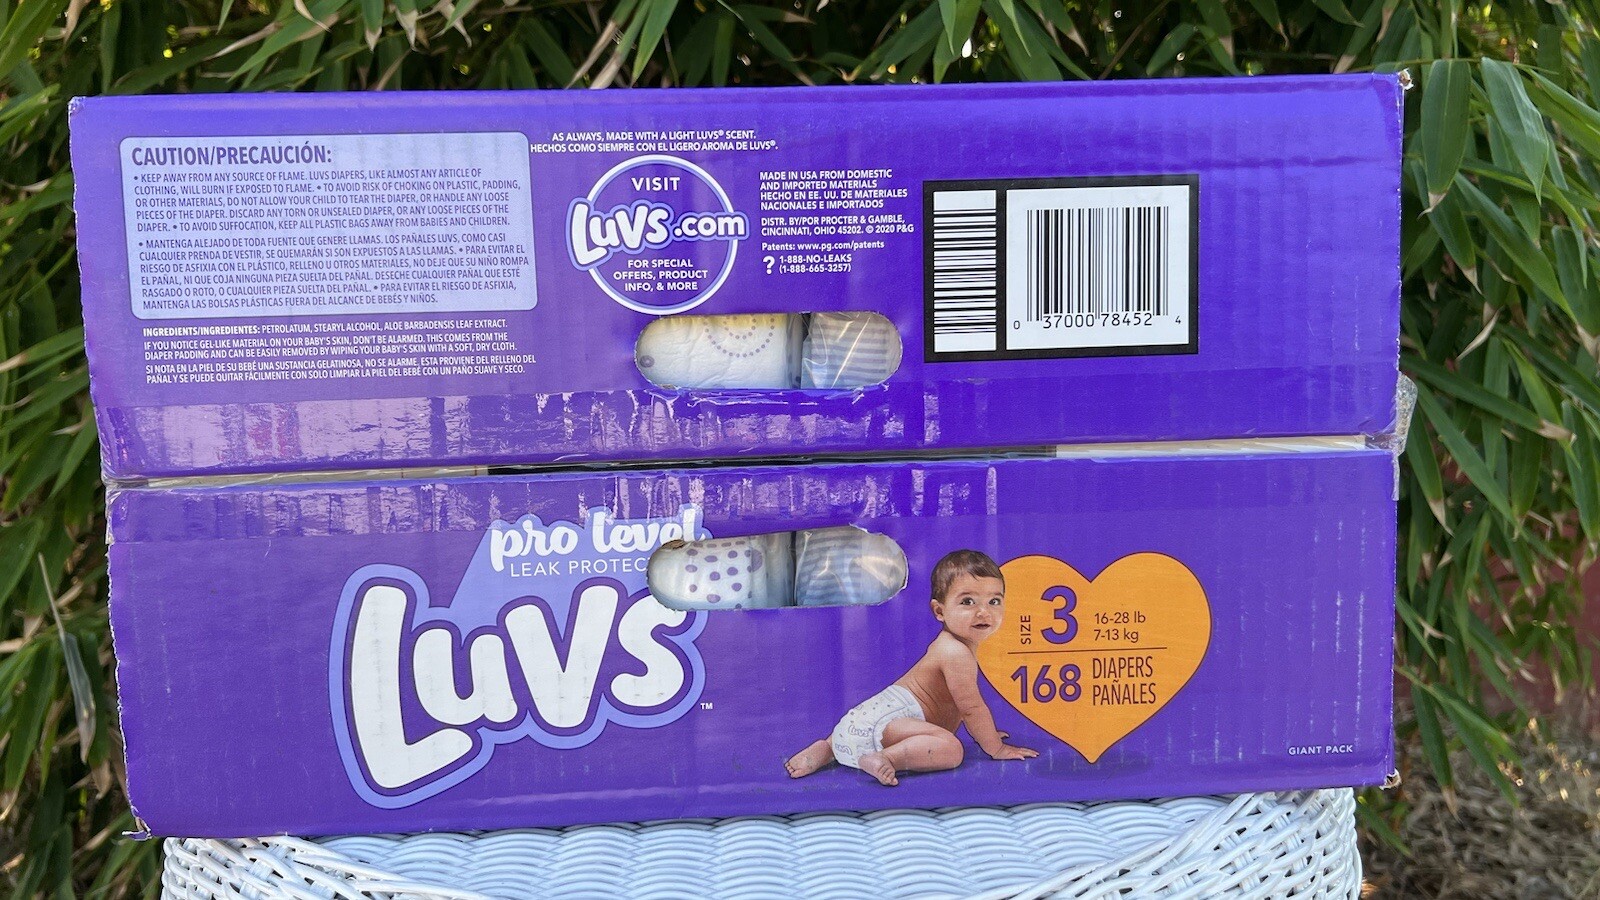 CAUTION/PRECAUCIÓN:
• KEEP AWAY FROM ANY SOURCE OF FLAME. LUVS DIAPERS, LIKE ALMOST ANY ARTICLE OF
CLOTHING, WILL BURN IF EXPOSED TO FLAME. • TO AVOID RISK OF CHOKING ON PLASTIC, PADDING,
OR OTHER MATERIALS, DO NOT ALLOW YOUR CHILD TO TEAR THE DIAPER, OR HANDLE ANY LOOSE
PIECES OF THE DIAPER. DISCARD ANY TORN OR UNSEALED DIAPER, OR ANY LOOSE PIECES OF THE
DIAPER. • TO AVOID SUFFOCATION, KEEP ALL PLASTIC BAGS AWAY FROM BABIES AND CHILDREN.
• MANTENGA ALEJADO DE TODA FUENTE QUE GENERE LLAMAS. LOS PAÑALES LUVS, COMO CASI
CUALQUIER PRENDA DE VESTIR, SE QUEMARÁN SI SON EXPUESTOS A LAS LLAMAS. • PARA EVITAR EL
RIESGO DE ASFIXIA CON EL PLÁSTICO, RELLENO U OTROS MATERIALES, NO DEJE QUE SU NIÑO ROMPA
EL PAÑAL, NI QUE COJA NINGUNA PIEZA SUELTA DEL PAÑAL. DESECHE CUALQUIER PAÑAL QUE ESTÉ
RASGADO O ROTO, O CUALQUIER PIEZA SUELTA DEL PAÑAL. • PARA EVITAR EL RIESGO DE ASFIXIA,
MANTENGA LAS BOLSAS PLÁSTICAS FUERA DEL ALCANCE DE BEBÉS Y NIÑOS.
INGREDIENTS/INGREDIENTES: PETROLATUM, STEARYL ALCOHOL, ALOE BARBADENSIS LEAF EXTRACT.
IF YOU NOTICE GEL-LIKE MATERIAL ON YOUR BABY'S SKIN, DON'T BE ALARMED. THIS COMES FROM THE
DIAPER PADDING AND CAN BE EASILY REMOVED BY WIPING YOUR BABY'S SKIN WITH A SOFT, DRY CLOTH.
SI NOTA EN LA PIEL DE SU BEBÉ UNA SUSTANCIA GELATINOSA, NO SE ALARME, ESTA PROVIENE DEL RELLENO DEL
PAÑAL Y SE PUEDE QUITAR FÁCILMENTE CON SOLO LIMPIAR LA PIEL DEL BEBÉ CON UN PAÑO SUAVE Y SECO.
AS ALWAYS, MADE WITH A LIGHT LUVS® SCENT.
HECHOS COMO SIEMPRE CON EL LIGERO AROMA DE LUVS®.
VISIT
LUVS.com
FOR SPECIAL
OFFERS, PRODUCT
INFO, & MORE
MADE IN USA FROM DOMESTIC
AND IMPORTED MATERIALS
HECHO EN EE. UU. DE MATERIALES
NACIONALES E IMPORTADOS
DISTR. BY/POR PROCTER & GAMBLE,
CINCINNATI, OHIO 45202. © 2020 P&G
Patents: www.pg.com/patents
? 1-888-NO-LEAKS
(1-888-665-3257)
0 37000 78452 4
pro level
LEAK PROTEC
LUVS™
SIZE 3 16-28 lb
7-13 kg
168 DIAPERS
PAÑALES
GIANT PACK
Luvs